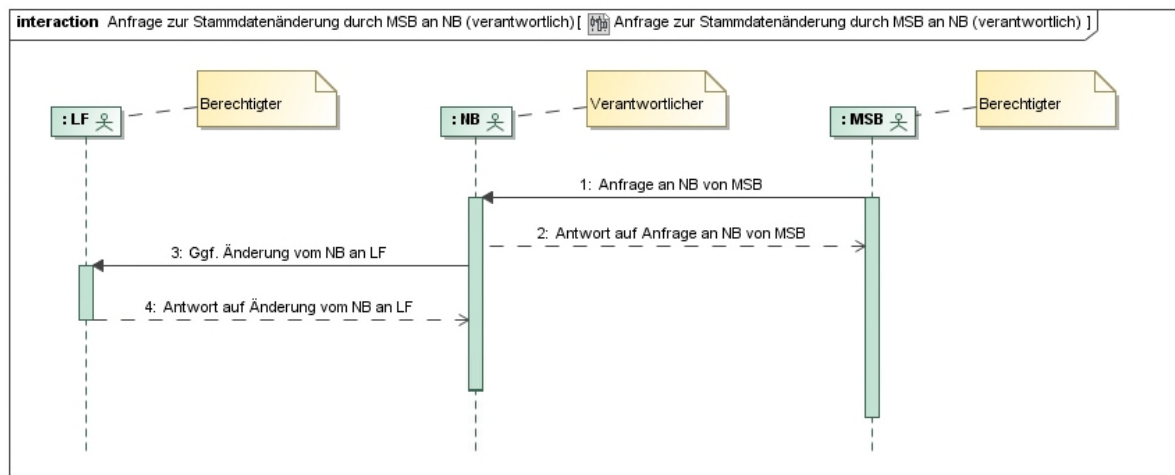 interaction Anfrage zur Stammdatenänderung durch MSB an NB (verantwortlich)[ Anfrage zur Stammdatenänderung durch MSB an NB (verantwortlich) ]
Berechtigter
Verantwortlicher
Berechtigter
: LF
: NB
: MSB
1: Anfrage an NB von MSB
2: Antwort auf Anfrage an NB von MSB
3: Ggf. Änderung vom NB an LF
4: Antwort auf Änderung vom NB an LF